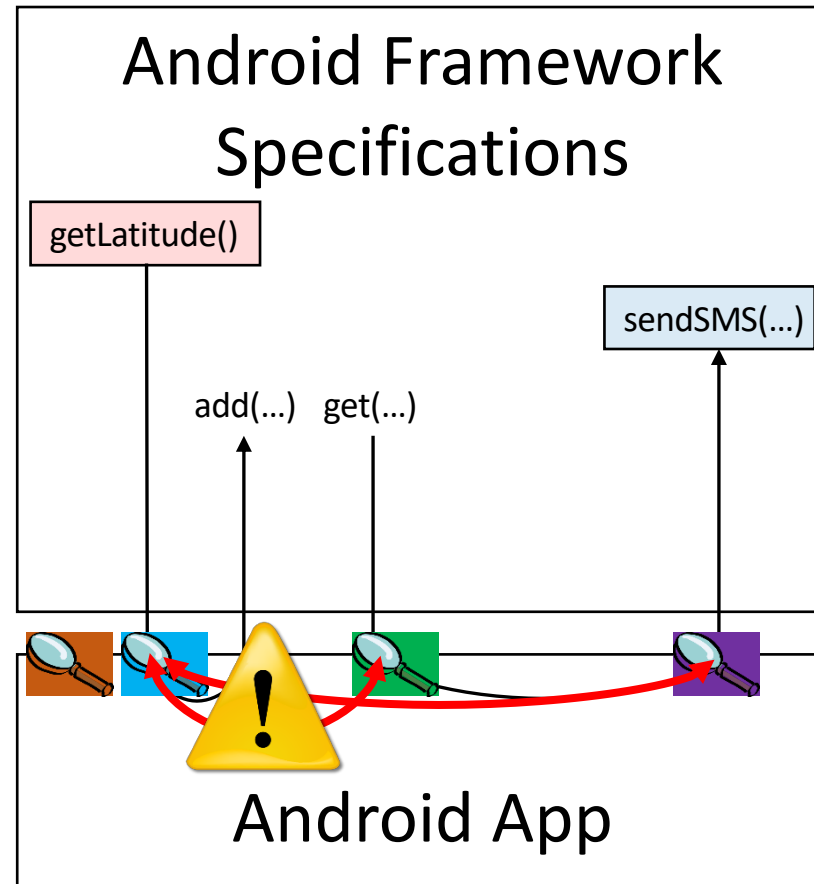 Android Framework
Specifications
getLatitude()
sendSMS(…)
add(…) get(…)
!
Android App